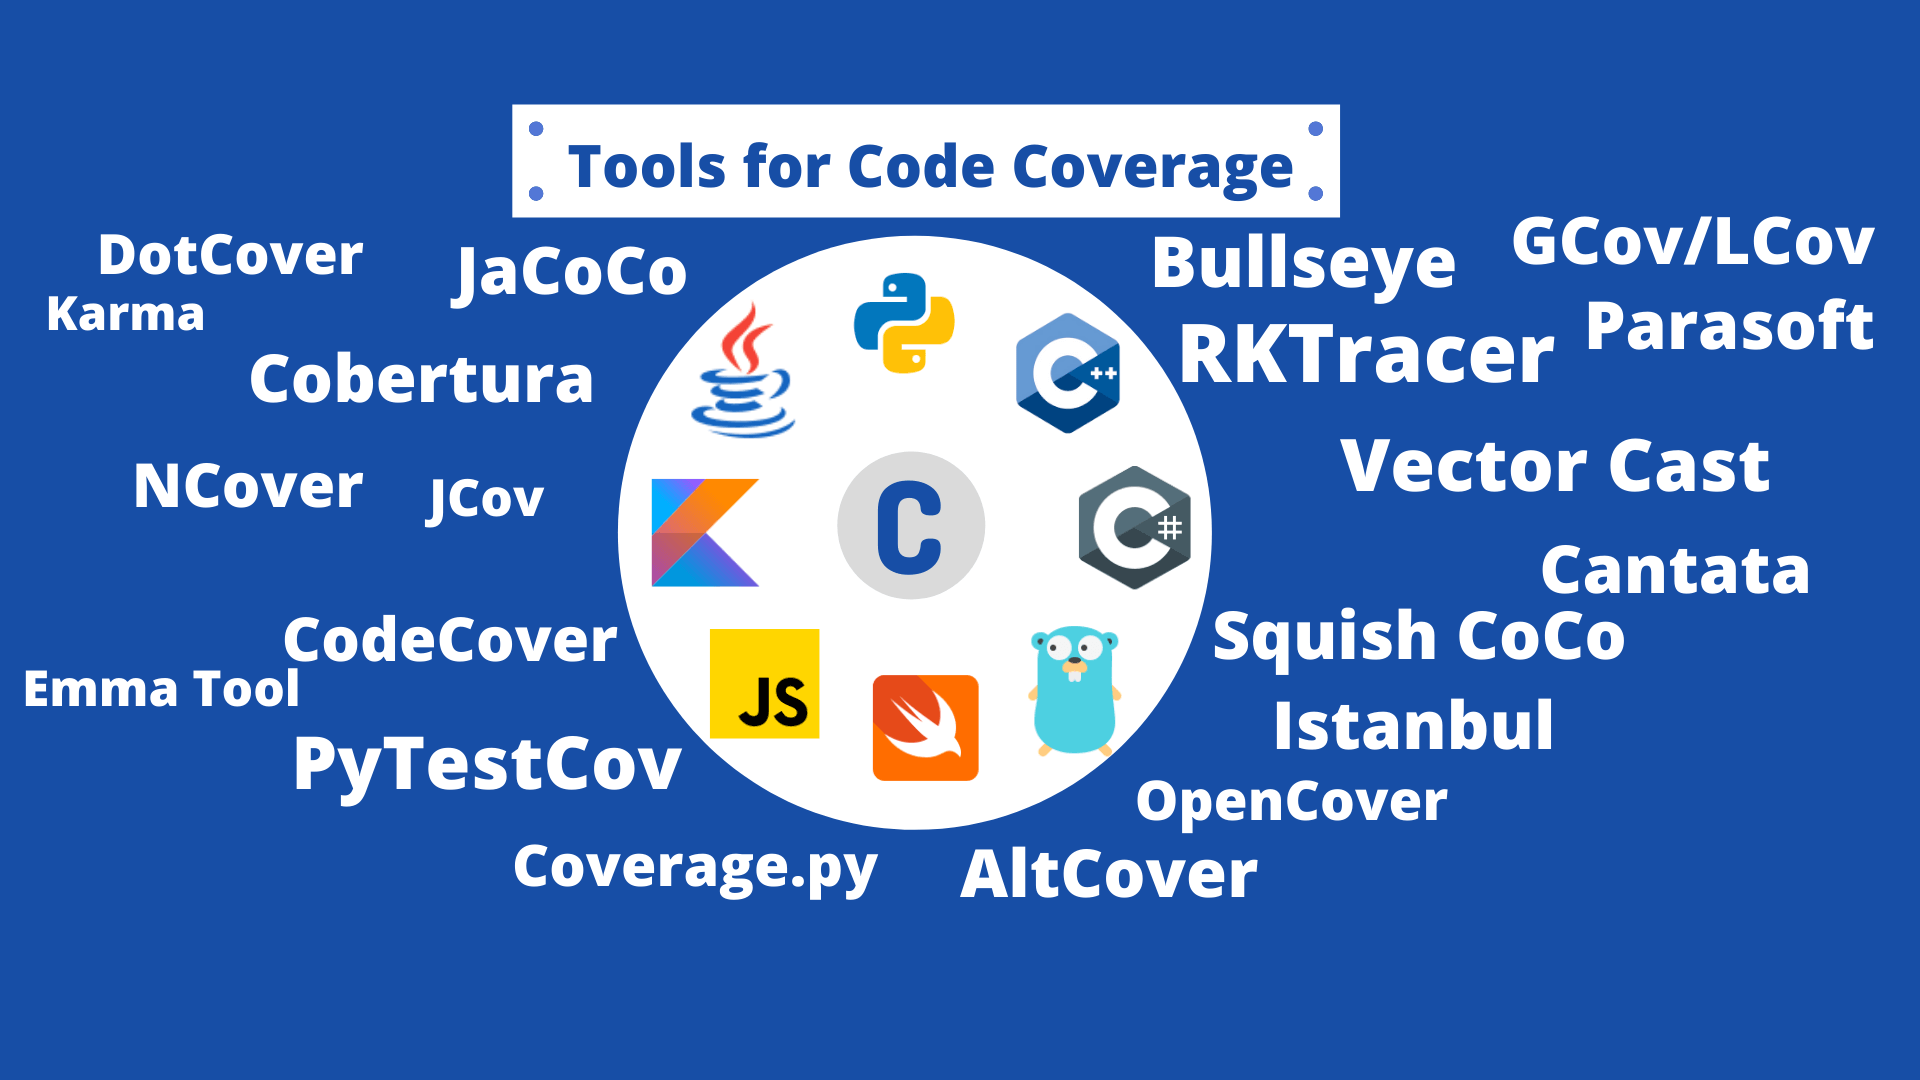 Tools for Code Coverage
DotCover
JaCoCo
Karma
Cobertura
NCover
JCov
CodeCover
Emma Tool
PyTestCov
Coverage.py
AltCover
Bullseye
GCov/LCov
RKTracer
Parasoft
Vector Cast
Cantata
Squish CoCo
Istanbul
OpenCover
C++
C
C#
JS